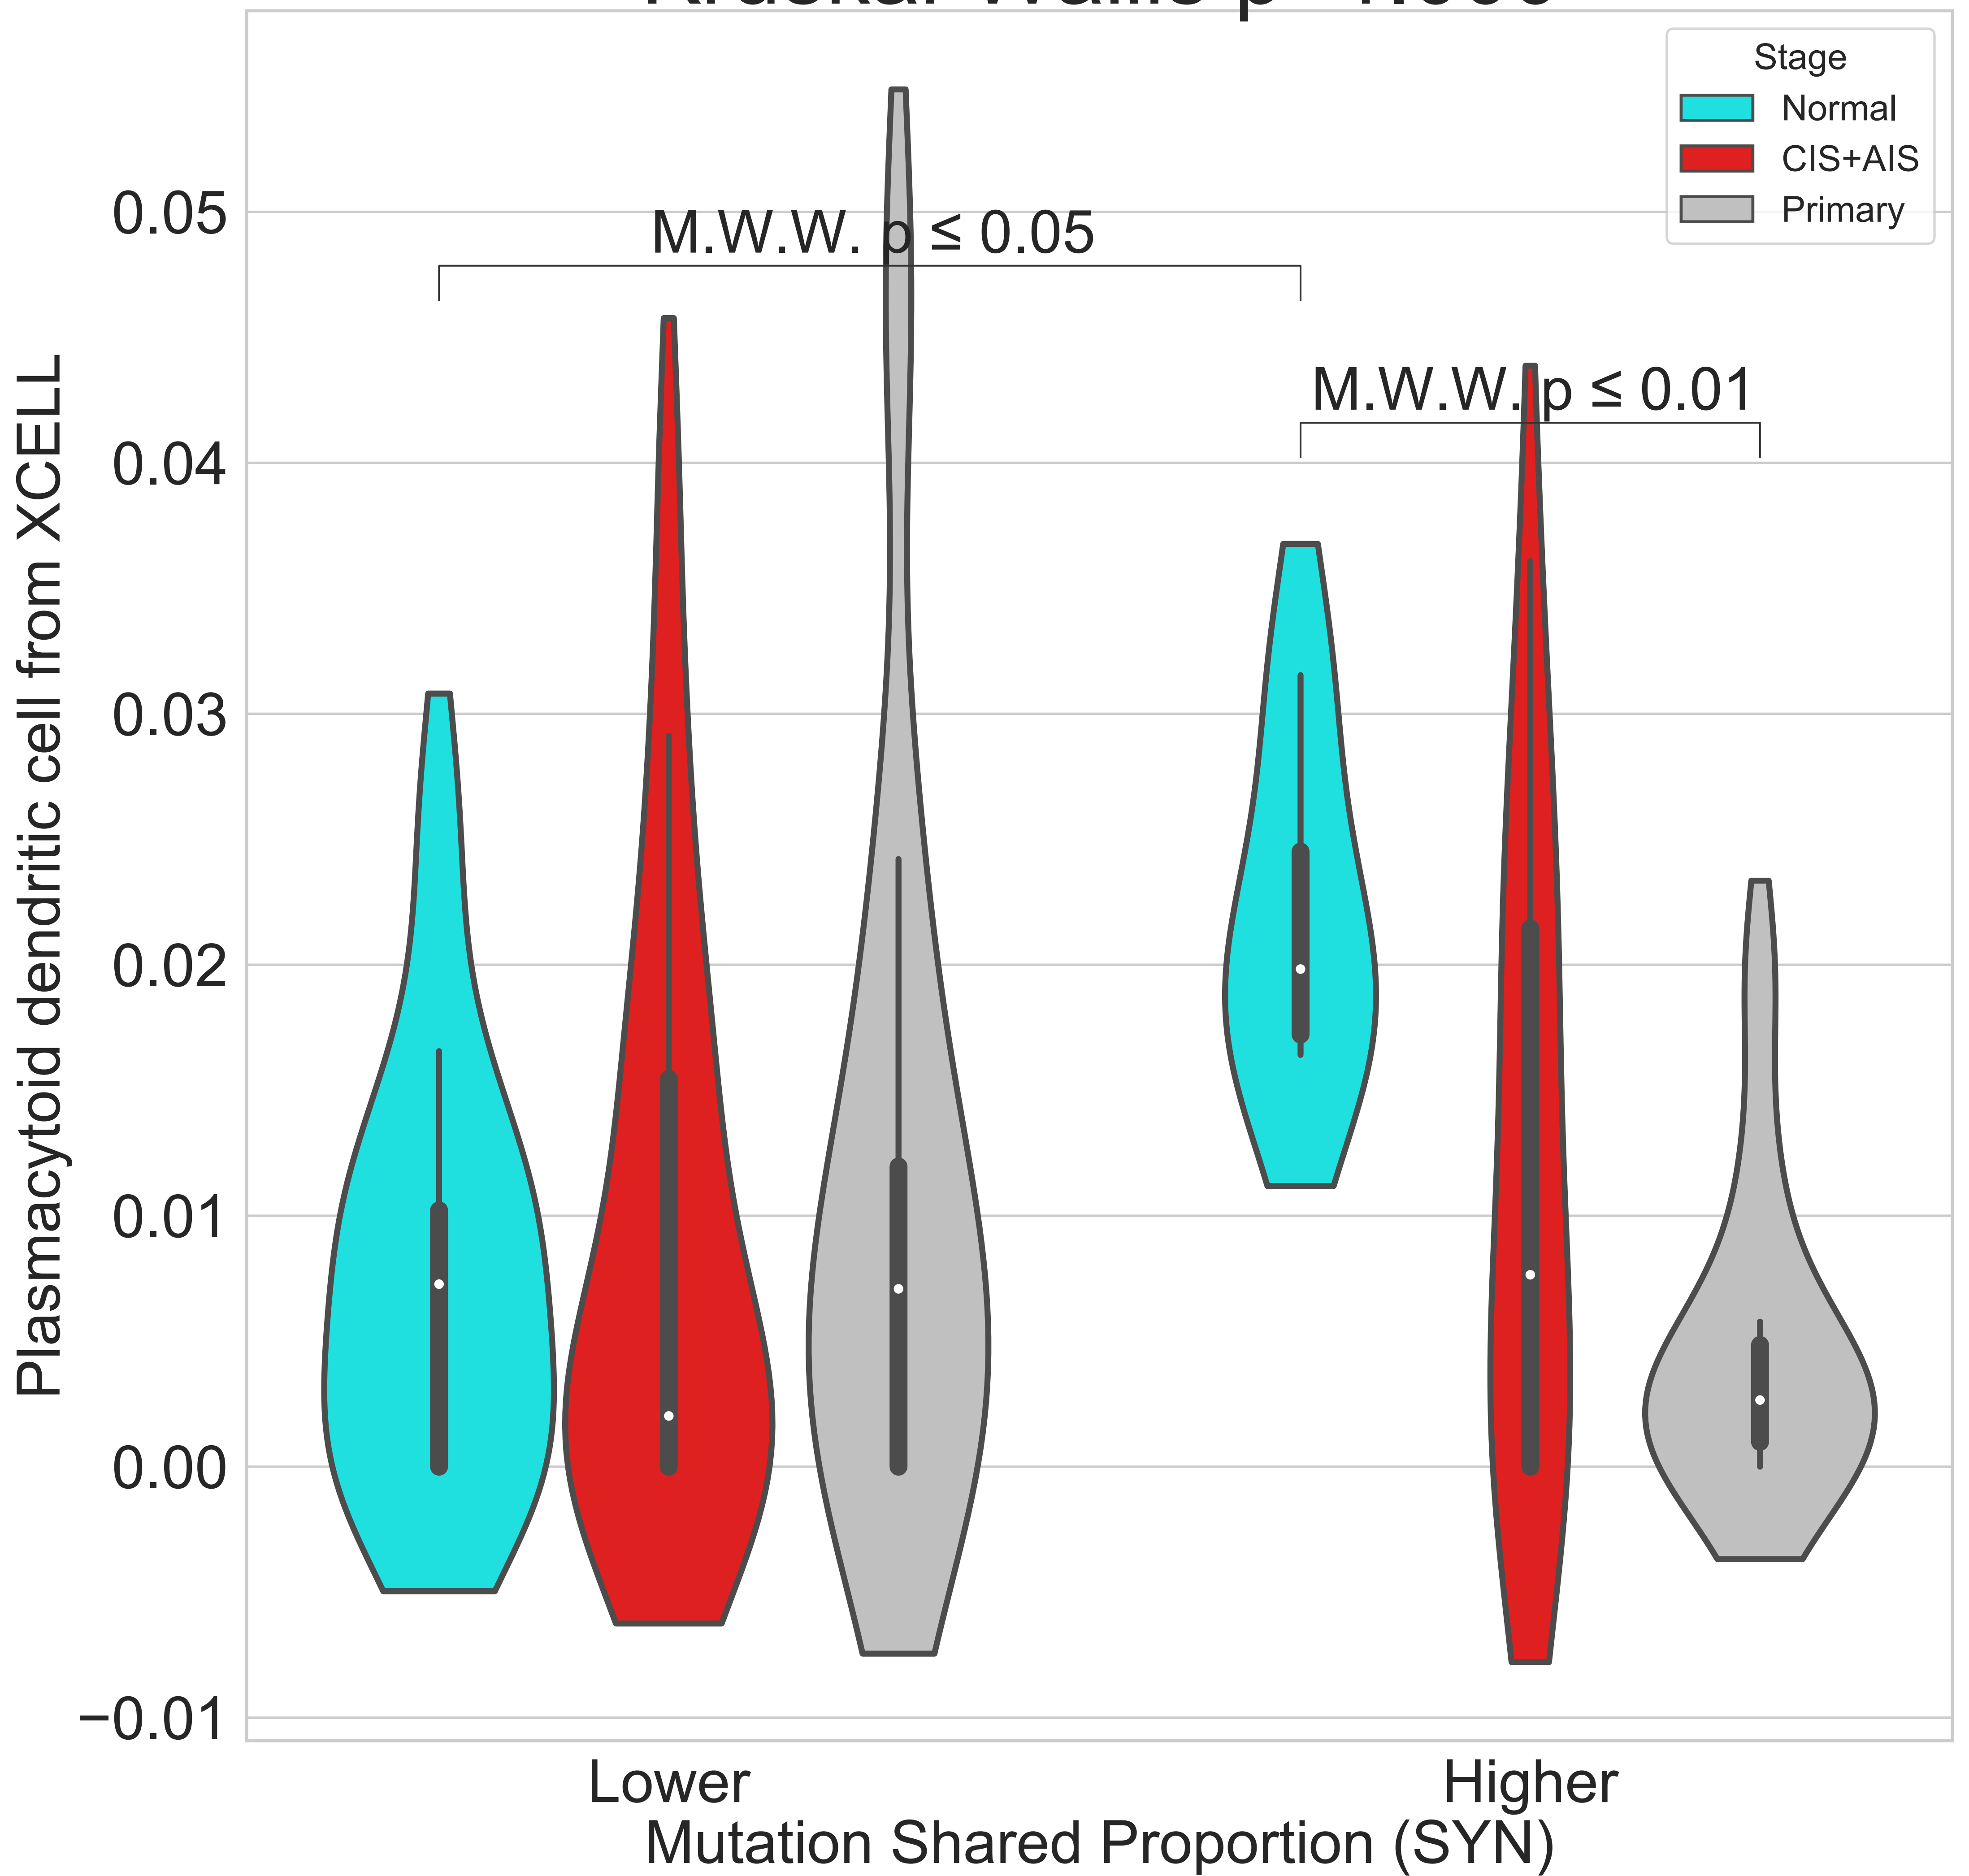 Stage
Normal
CIS+AIS
Primary
0.05
0.04
0.03
0.02
0.01
0.00
−0.01
M.W.W. p ≤ 0.05
M.W.W. p ≤ 0.01
Plasmacytoid dendritic cell from XCELL
Lower
Higher
Mutation Shared Proportion (SYN)